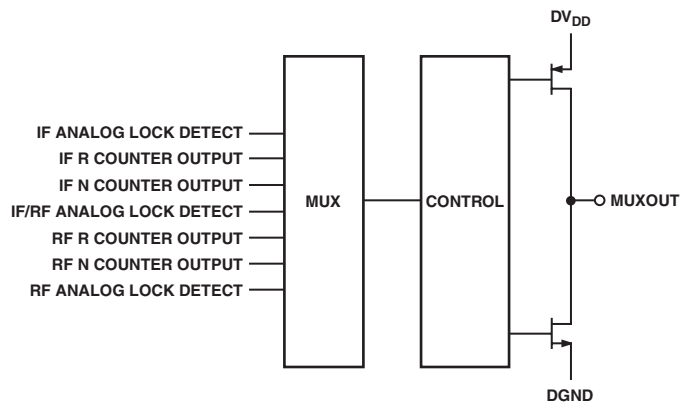 DVDD
IF ANALOG LOCK DETECT
IF R COUNTER OUTPUT
IF N COUNTER OUTPUT
IF/RF ANALOG LOCK DETECT
RF R COUNTER OUTPUT
RF N COUNTER OUTPUT
RF ANALOG LOCK DETECT
MUX
CONTROL
MUXOUT
DGND